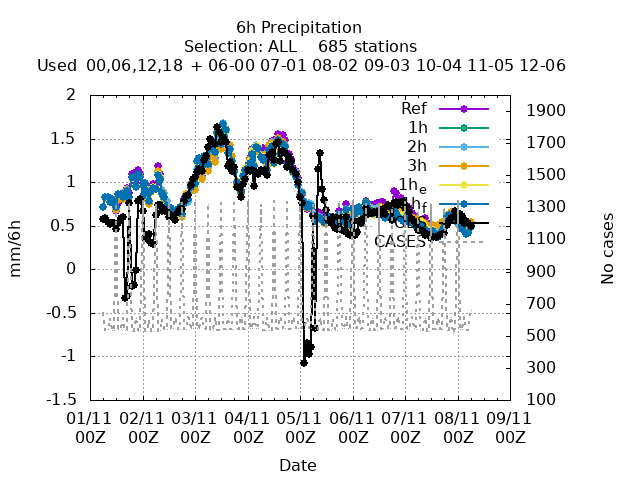 6h Precipitation
Selection: ALL    685 stations
Used 00,06,12,18 + 06-00 07-01 08-02 09-03 10-04 11-05 12-06
mm/6h
No cases
2
1.5
1
0.5
0
-0.5
-1
-1.5
1900
1700
1500
1300
1100
900
700
500
300
100
Ref
1h
2h
3h
1he
hf
CASES
01/11 02/11 03/11 04/11 05/11 06/11 07/11 08/11 09/11
00Z 00Z 00Z 00Z 00Z 00Z 00Z 00Z 00Z
Date